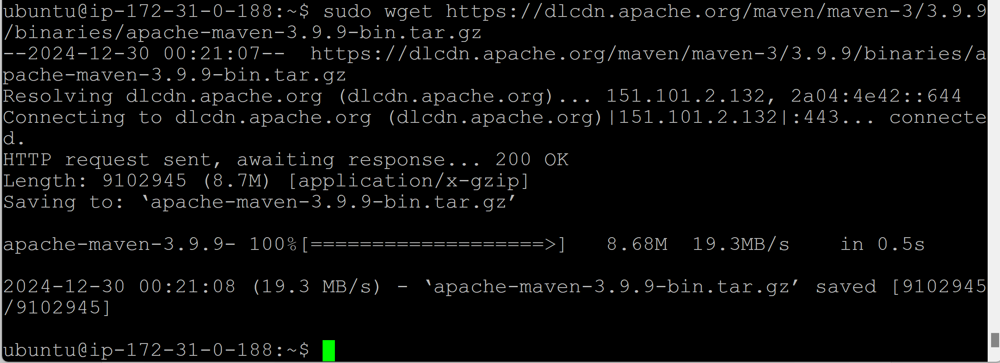 ubuntu@ip-172-31-0-188:~$ sudo wget https://dlcdn.apache.org/maven/maven-3/3.9.9
/binaries/apache-maven-3.9.9-bin.tar.gz
--2024-12-30 00:21:07--  https://dlcdn.apache.org/maven/maven-3/3.9.9/binaries/a
pache-maven-3.9.9-bin.tar.gz
Resolving dlcdn.apache.org (dlcdn.apache.org)... 151.101.2.132, 2a04:4e42::644
Connecting to dlcdn.apache.org (dlcdn.apache.org)|151.101.2.132|:443... connecte
d.
HTTP request sent, awaiting response... 200 OK
Length: 9102945 (8.7M) [application/x-gzip]
Saving to: ‘apache-maven-3.9.9-bin.tar.gz’
apache-maven-3.9.9- 100%[===================>]   8.68M  19.3MB/s    in 0.5s
2024-12-30 00:21:08 (19.3 MB/s) - ‘apache-maven-3.9.9-bin.tar.gz’ saved [9102945
/9102945]
ubuntu@ip-172-31-0-188:~$